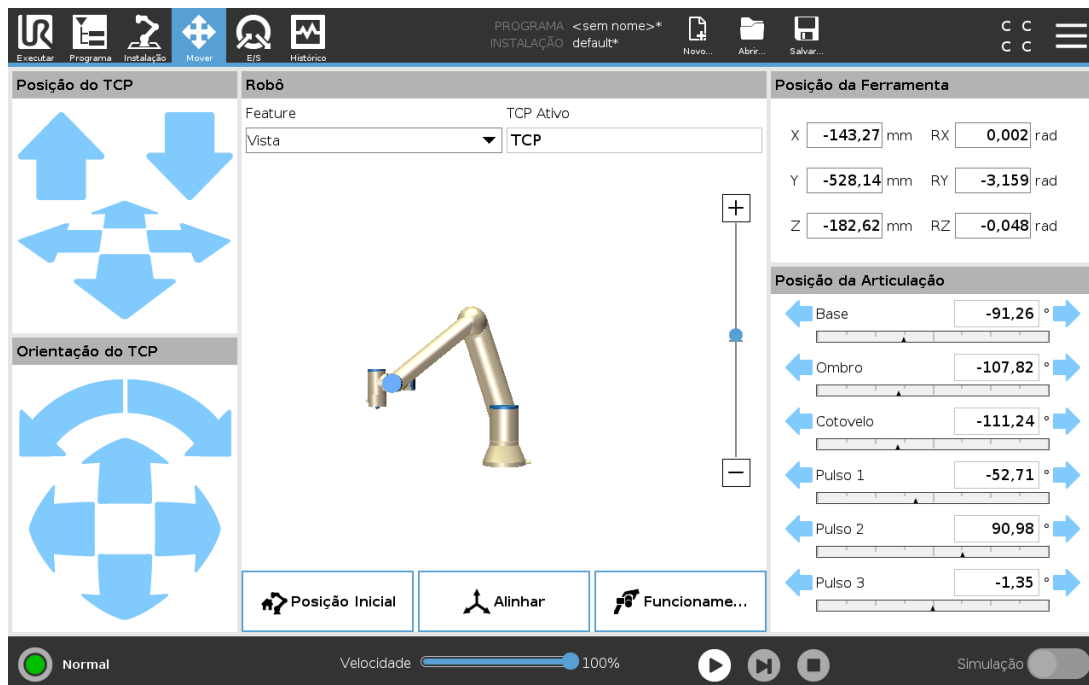 PROGRAMA <sem nome>*
INSTALAÇÃO default*
C C
C C
Executar Programa Instalação Mover E/S Histórico Novo... Abrir... Salvar...
Posição do TCP
Orientação do TCP
Robô
Feature TCP Ativo
Vista TCP
+
−
Posição Inicial Alinhar Funcioname...
Posição da Ferramenta
X -143,27 mm RX 0,002 rad
Y -528,14 mm RY -3,159 rad
Z -182,62 mm RZ -0,048 rad
Posição da Articulação
Base -91,26 °
Ombro -107,82 °
Cotovelo -111,24 °
Pulso 1 -52,71 °
Pulso 2 90,98 °
Pulso 3 -1,35 °
Normal Velocidade 100% Simulação